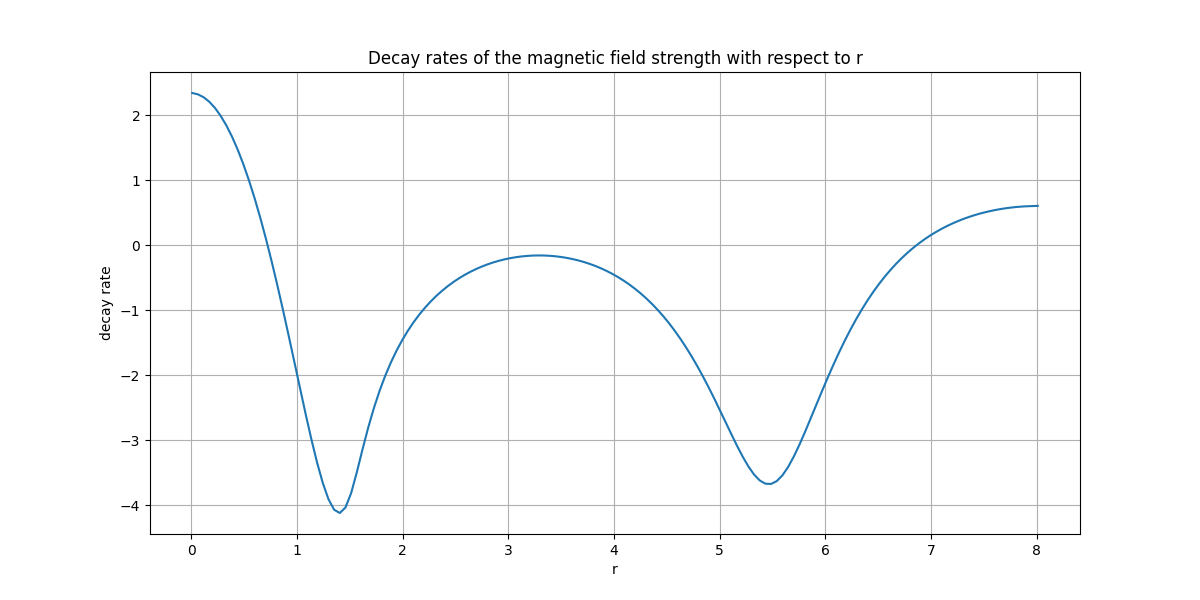 Decay rates of the magnetic field strength with respect to r
2
1
0
−1
−2
−3
−4
decay rate
0 1 2 3 4 5 6 7 8
r